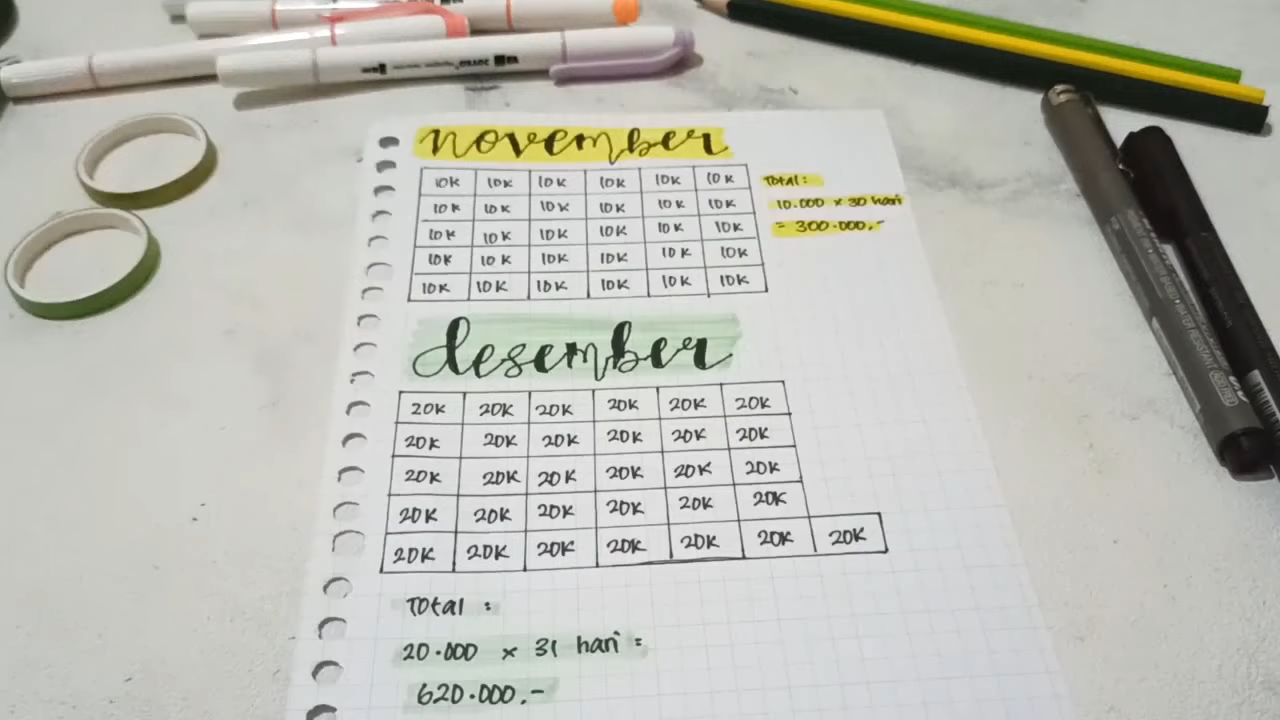 november
10K 10K 10K 10K 10K 10K
10K 10K 10K 10K 10K 10K
10K 10K 10K 10K 10K 10K
10K 10K 10K 10K 10K 10K
10K 10K 10K 10K 10K 10K
Total:
10.000 x 30 hari
= 300.000,-
desember
20K 20K 20K 20K 20K 20K
20K 20K 20K 20K 20K 20K
20K 20K 20K 20K 20K 20K
20K 20K 20K 20K 20K 20K
20K 20K 20K 20K 20K 20K 20K
Total :
20.000 x 31 hari :
620.000.-